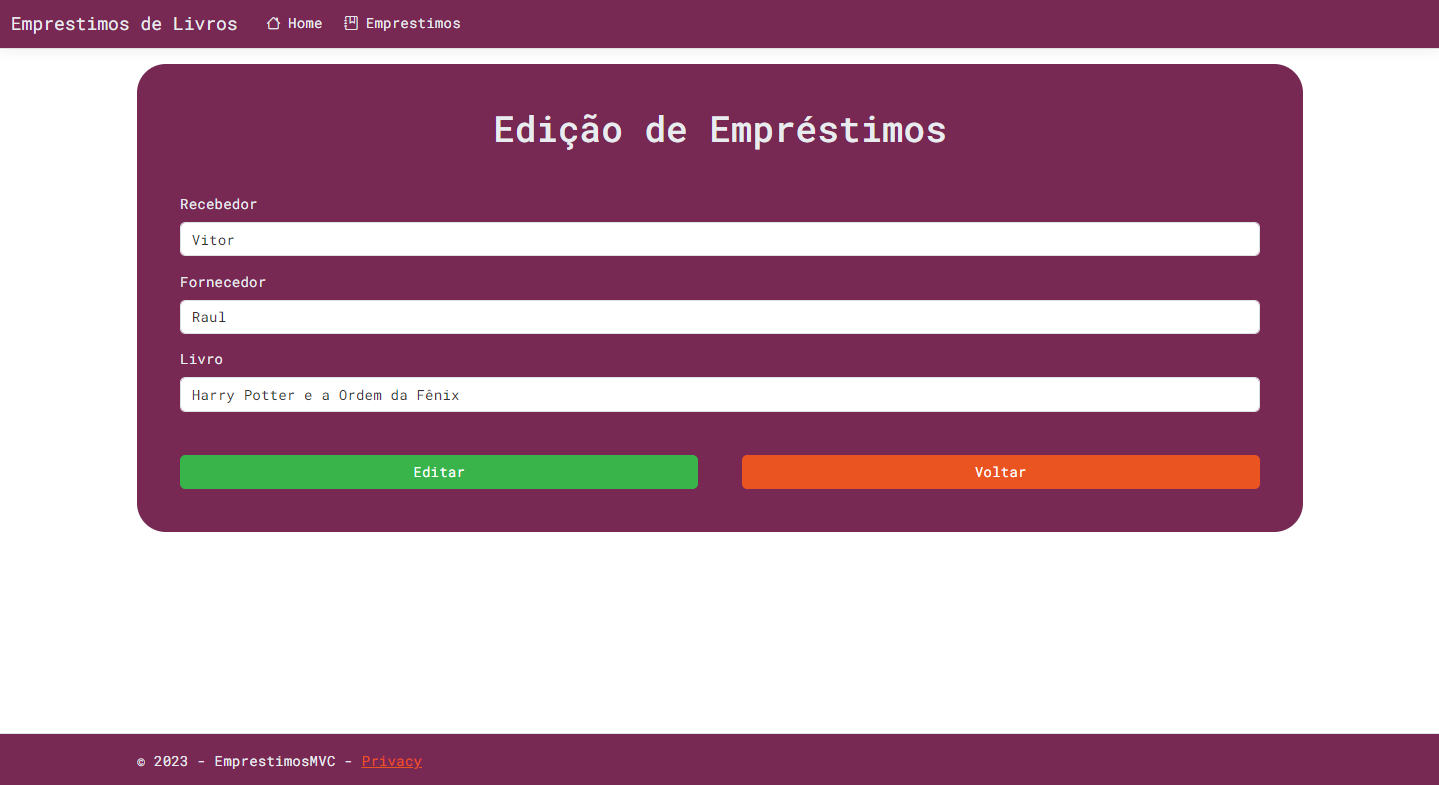 Emprestimos de Livros Home Emprestimos
Edição de Empréstimos
Recebedor
Vitor
Fornecedor
Raul
Livro
Harry Potter e a Ordem da Fênix
Editar Voltar
© 2023 - EmprestimosMVC - Privacy